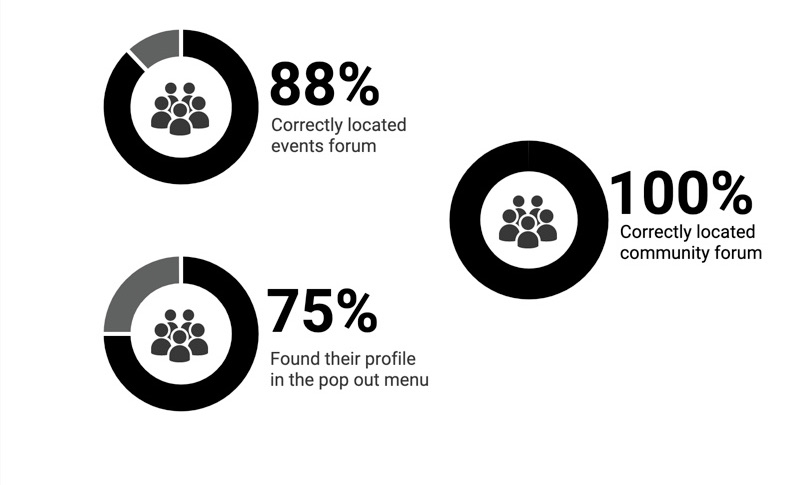 88%
Correctly located
events forum
100%
Correctly located
community forum
75%
Found their profile
in the pop out menu